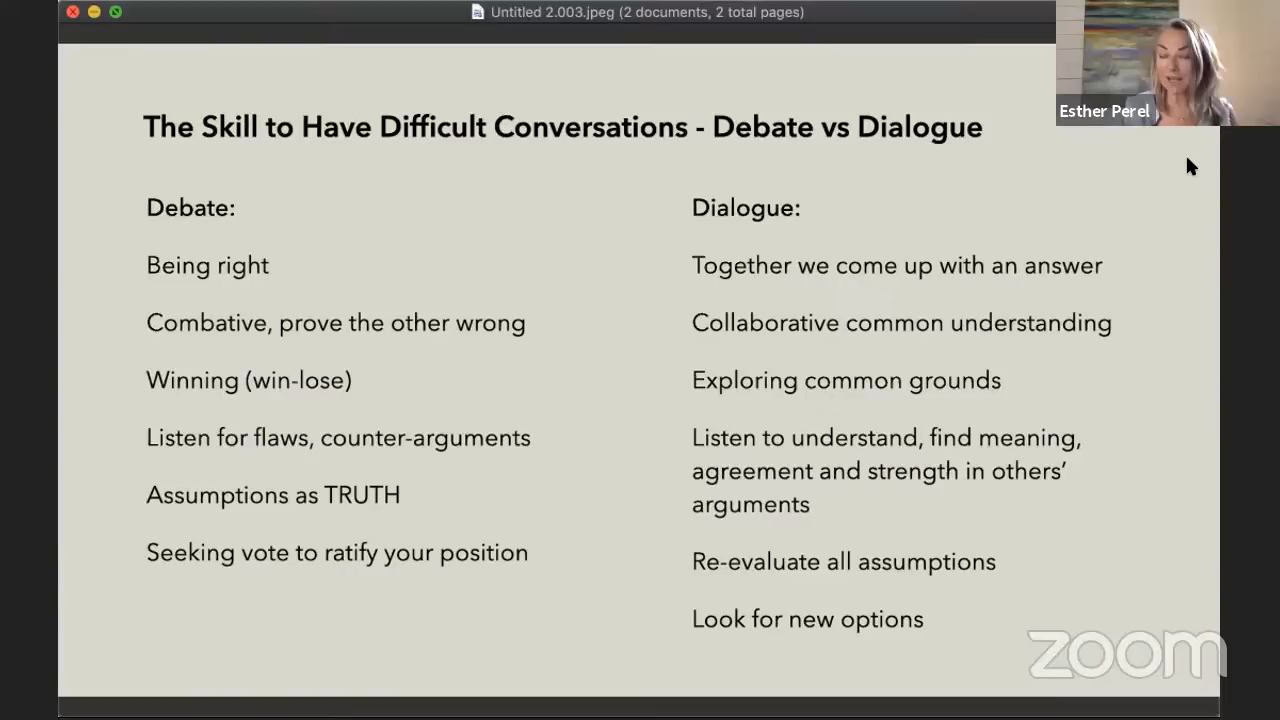 Untitled 2.003.jpeg (2 documents, 2 total pages)
Esther Perel
The Skill to Have Difficult Conversations - Debate vs Dialogue
Debate:
Being right
Combative, prove the other wrong
Winning (win-lose)
Listen for flaws, counter-arguments
Assumptions as TRUTH
Seeking vote to ratify your position
Dialogue:
Together we come up with an answer
Collaborative common understanding
Exploring common grounds
Listen to understand, find meaning,
agreement and strength in others’
arguments
Re-evaluate all assumptions
Look for new options
zoom